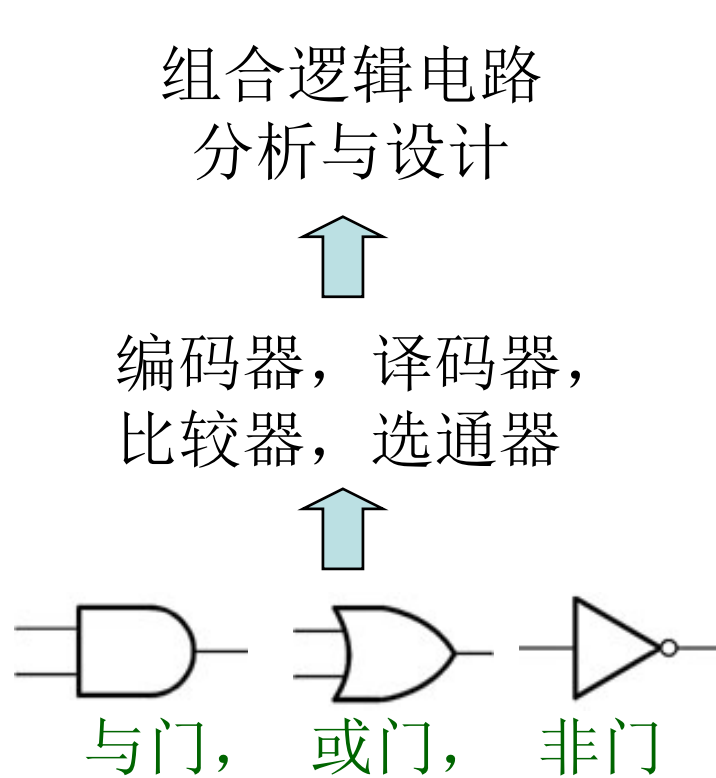 组合逻辑电路
分析与设计
编码器，译码器，
比较器，选通器
与门， 或门， 非门